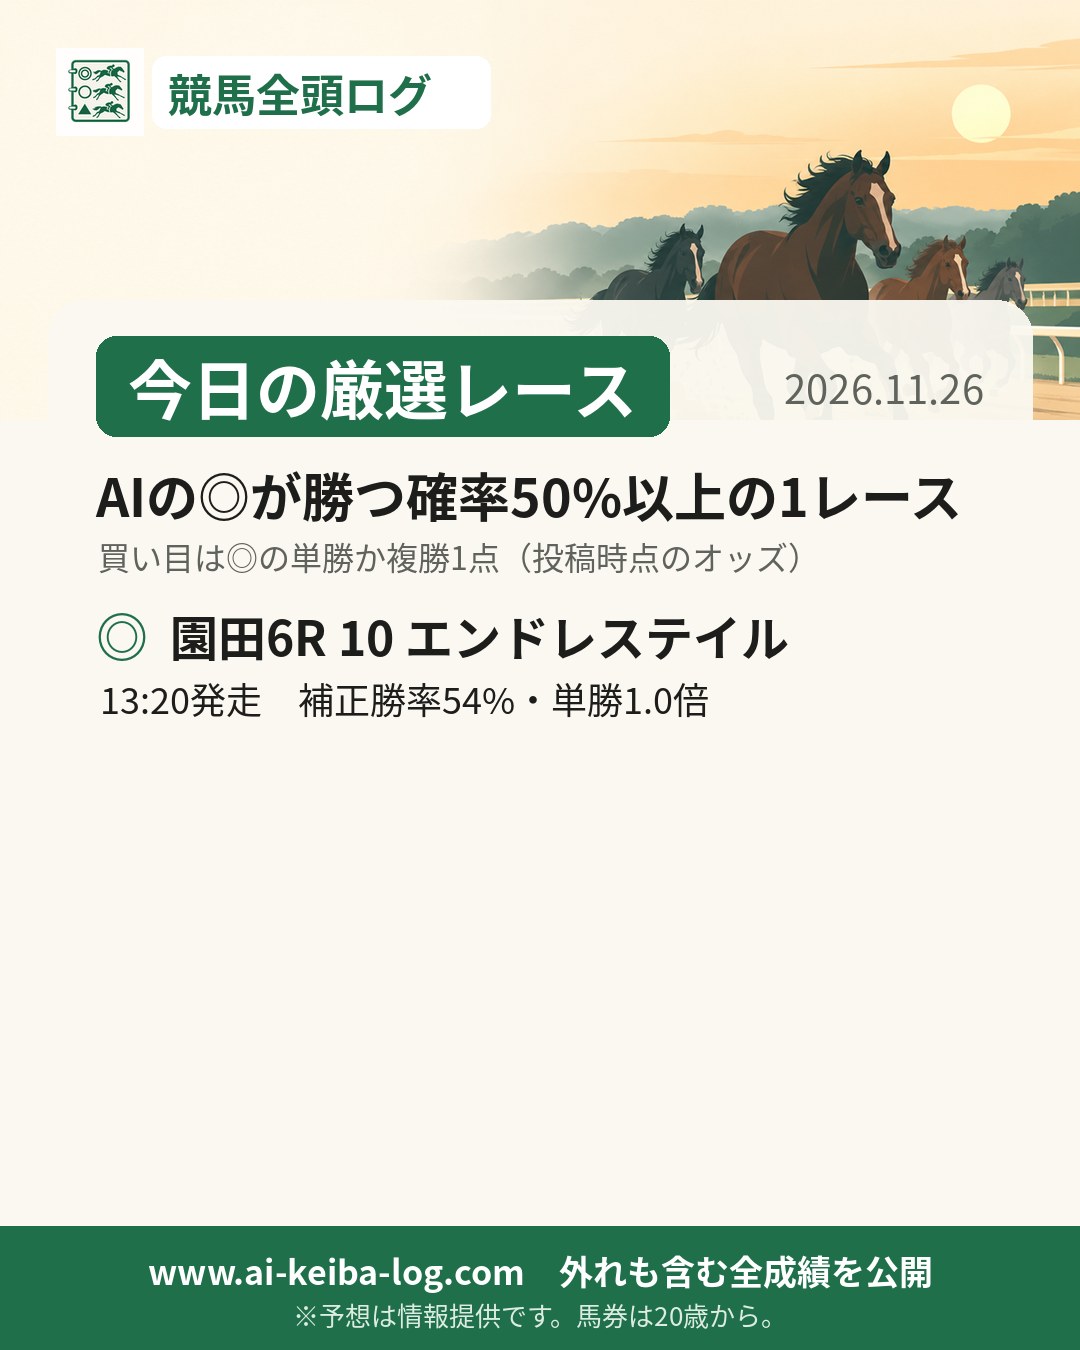 競馬全頭ログ
今日の厳選レース
2026.11.26
AIの◎が勝つ確率50%以上の1レース
買い目は◎の単勝か複勝1点（投稿時点のオッズ）
◎ 園田6R 10 エンドレステイル
13:20発走　補正勝率54%・単勝1.0倍
www.ai-keiba-log.com　外れも含む全成績を公開
※予想は情報提供です。馬券は20歳から。